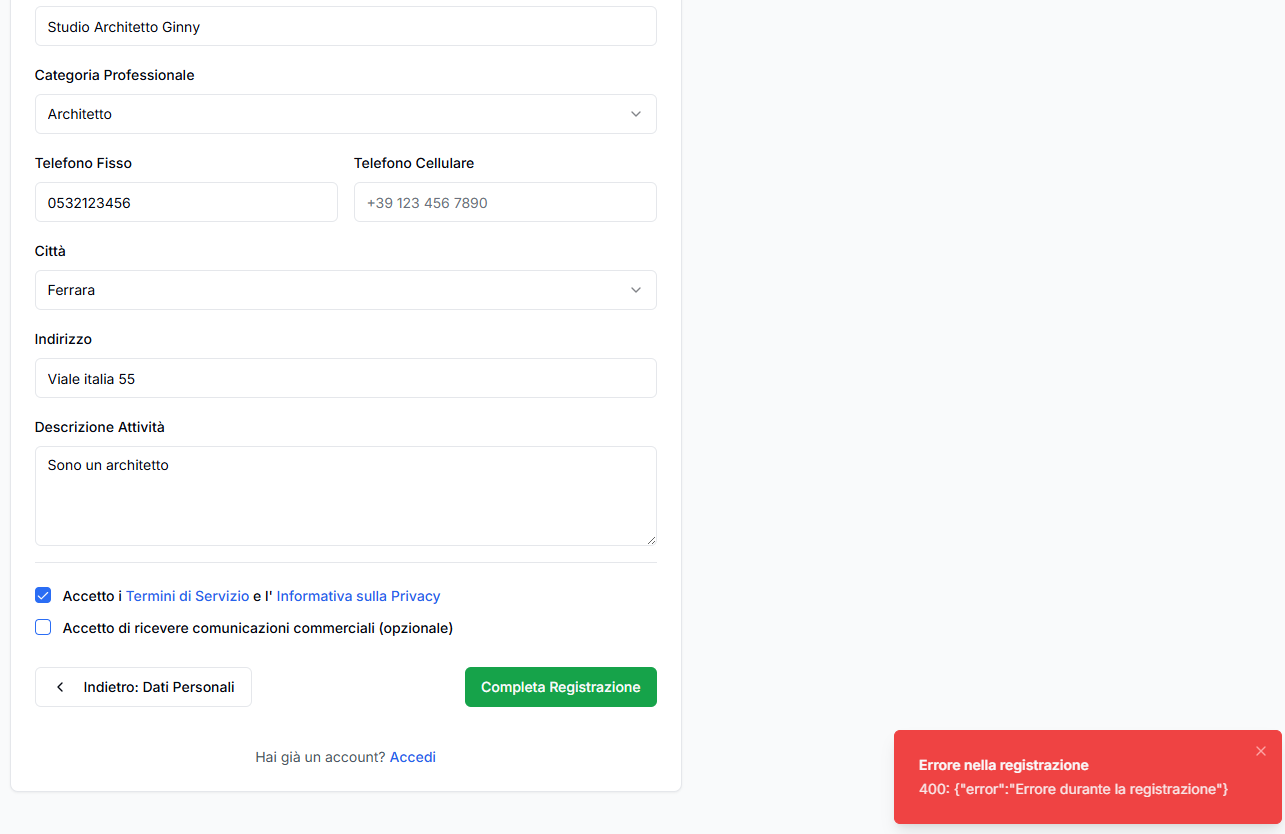 Studio Architetto Ginny
Categoria Professionale
Architetto
Telefono Fisso
Telefono Cellulare
0532123456
+39 123 456 7890
Città
Ferrara
Indirizzo
Viale italia 55
Descrizione Attività
Sono un architetto
Accetto i Termini di Servizio e l' Informativa sulla Privacy
Accetto di ricevere comunicazioni commerciali (opzionale)
Indietro: Dati Personali
Completa Registrazione
Hai già un account? Accedi
Errore nella registrazione
400: {"error":"Errore durante la registrazione"}